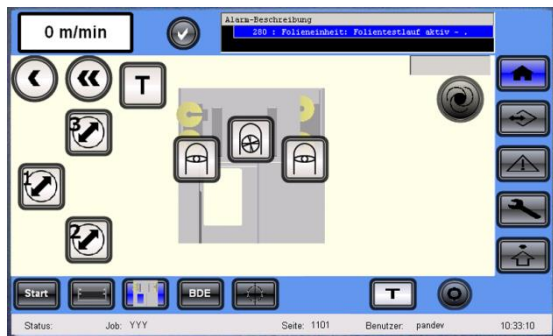 0 m/min
Alarm-Beschreibung
280 : Folieneinheit: Folientestlauf aktiv - .
T
3
1
2
Start
BDE
T
Status: Job: YYY Seite: 1101 Benutzer: pandev 10:33:10